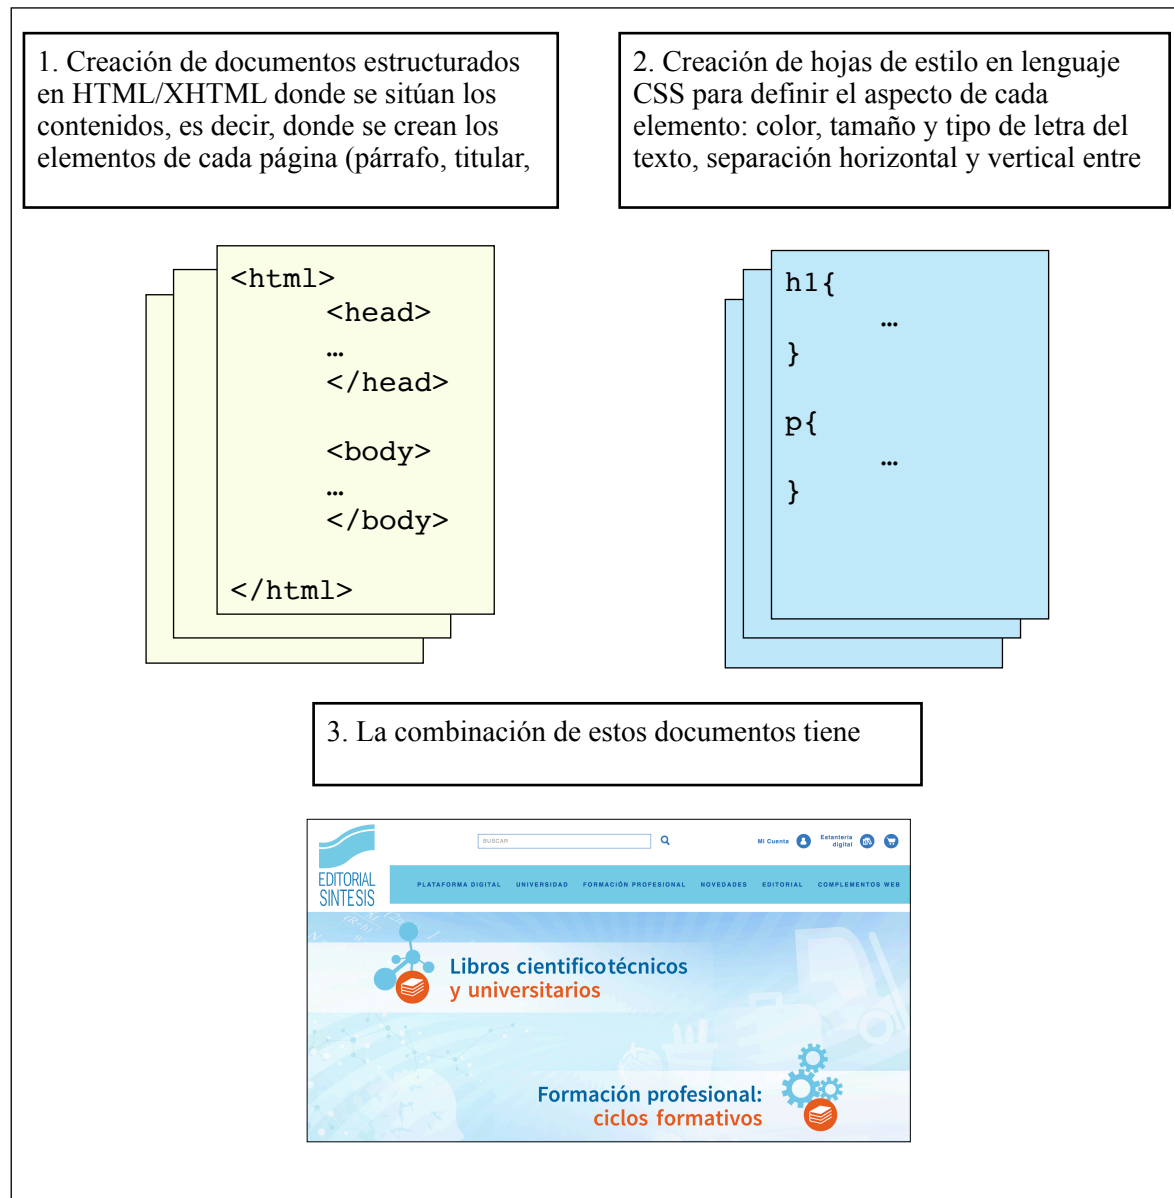 1. Creación de documentos estructurados
en HTML/XHTML donde se sitúan los
contenidos, es decir, donde se crean los
elementos de cada página (párrafo, titular,
2. Creación de hojas de estilo en lenguaje
CSS para definir el aspecto de cada
elemento: color, tamaño y tipo de letra del
texto, separación horizontal y vertical entre
<html>
<head>
…
</head>
<body>
…
</body>
</html>
h1{
…
}
p{
…
}
3. La combinación de estos documentos tiene
EDITORIAL
SINTESIS
BUSCAR
Mi Cuenta
Estantería
digital
PLATAFORMA DIGITAL UNIVERSIDAD FORMACIÓN PROFESIONAL NOVEDADES EDITORIAL COMPLEMENTOS WEB
Libros cientificotécnicos
y universitarios
Formación profesional:
ciclos formativos